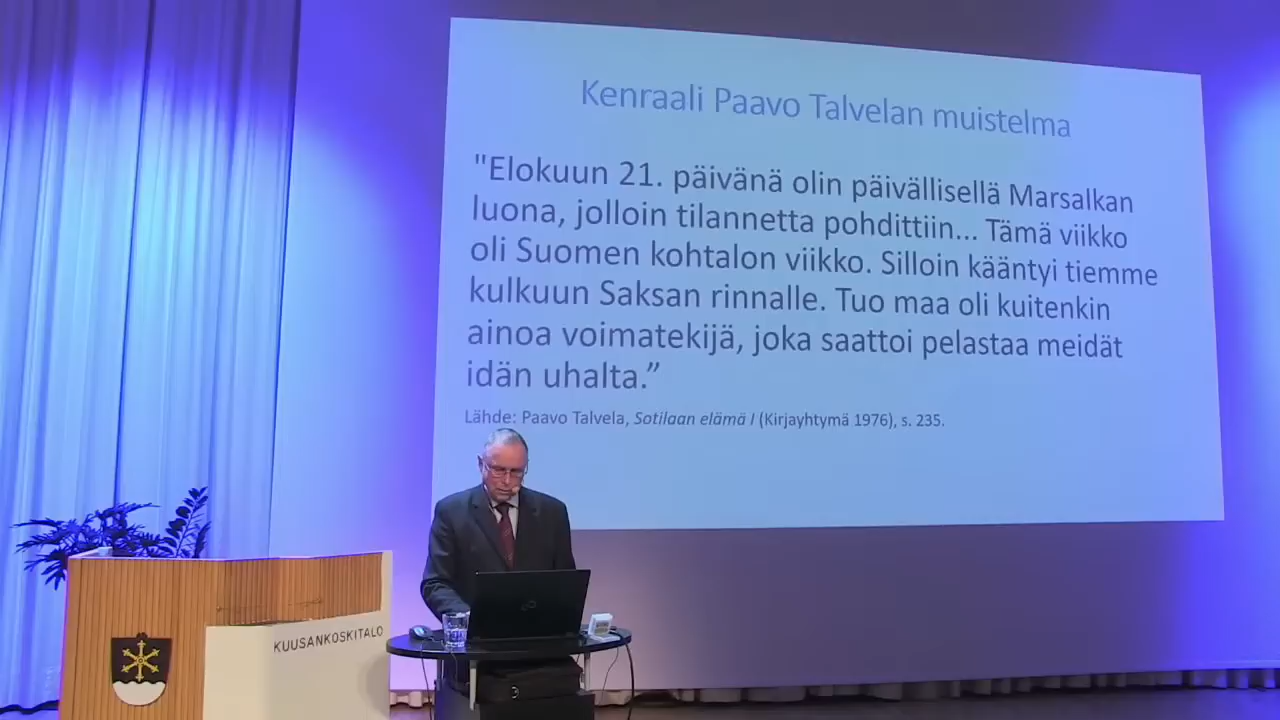 Kenraali Paavo Talvelan muistelma
"Elokuun 21. päivänä olin päivällisellä Marsalkan
luona, jolloin tilannetta pohdittiin... Tämä viikko
oli Suomen kohtalon viikko. Silloin kääntyi tiemme
kulkuun Saksan rinnalle. Tuo maa oli kuitenkin
ainoa voimatekijä, joka saattoi pelastaa meidät
idän uhalta.”
Lähde: Paavo Talvela, Sotilaan elämä I (Kirjayhtymä 1976), s. 235.
KUUSANKOSKITALO